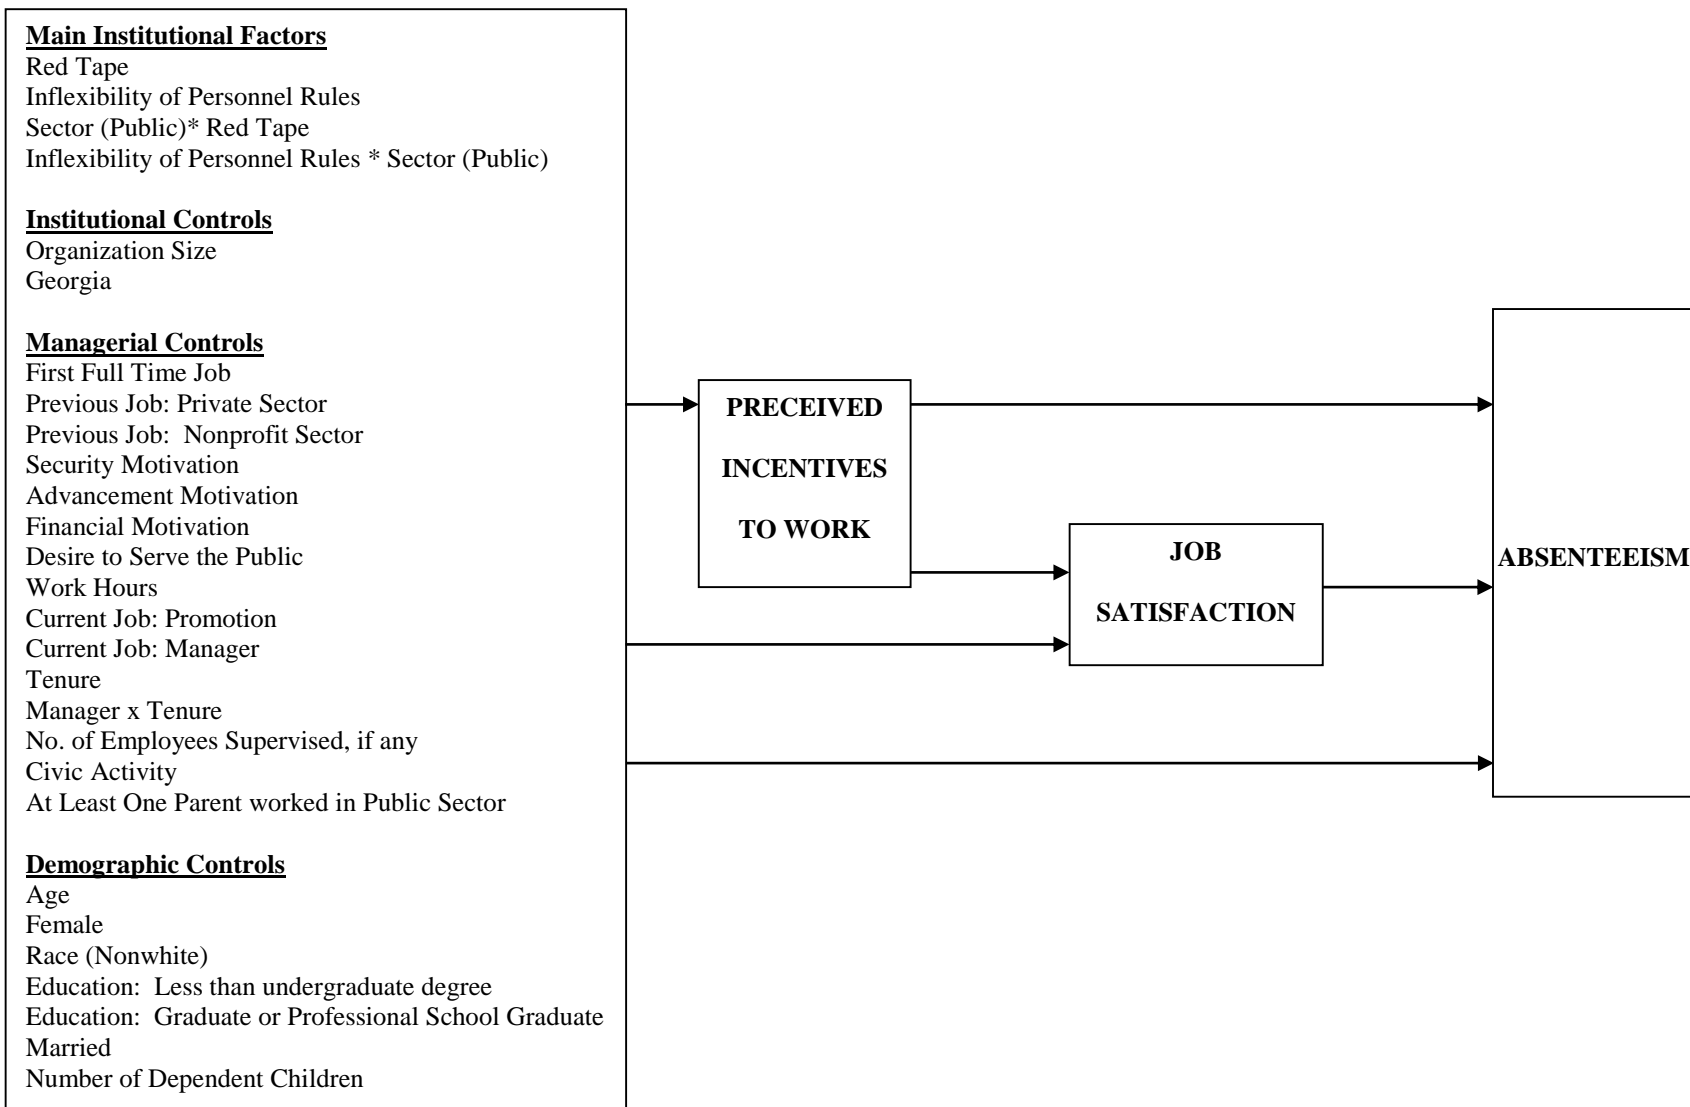 Main Institutional Factors
Red Tape
Inflexibility of Personnel Rules
Sector (Public)* Red Tape
Inflexibility of Personnel Rules * Sector (Public)
Institutional Controls
Organization Size
Georgia
Managerial Controls
First Full Time Job
Previous Job: Private Sector
Previous Job:  Nonprofit Sector
Security Motivation
Advancement Motivation
Financial Motivation
Desire to Serve the Public
Work Hours
Current Job: Promotion
Current Job: Manager
Tenure
Manager x Tenure
No. of Employees Supervised, if any
Civic Activity
At Least One Parent worked in Public Sector
Demographic Controls
Age
Female
Race (Nonwhite)
Education:  Less than undergraduate degree
Education:  Graduate or Professional School Graduate
Married
Number of Dependent Children
PRECEIVED
INCENTIVES
TO WORK
JOB
SATISFACTION
ABSENTEEISM